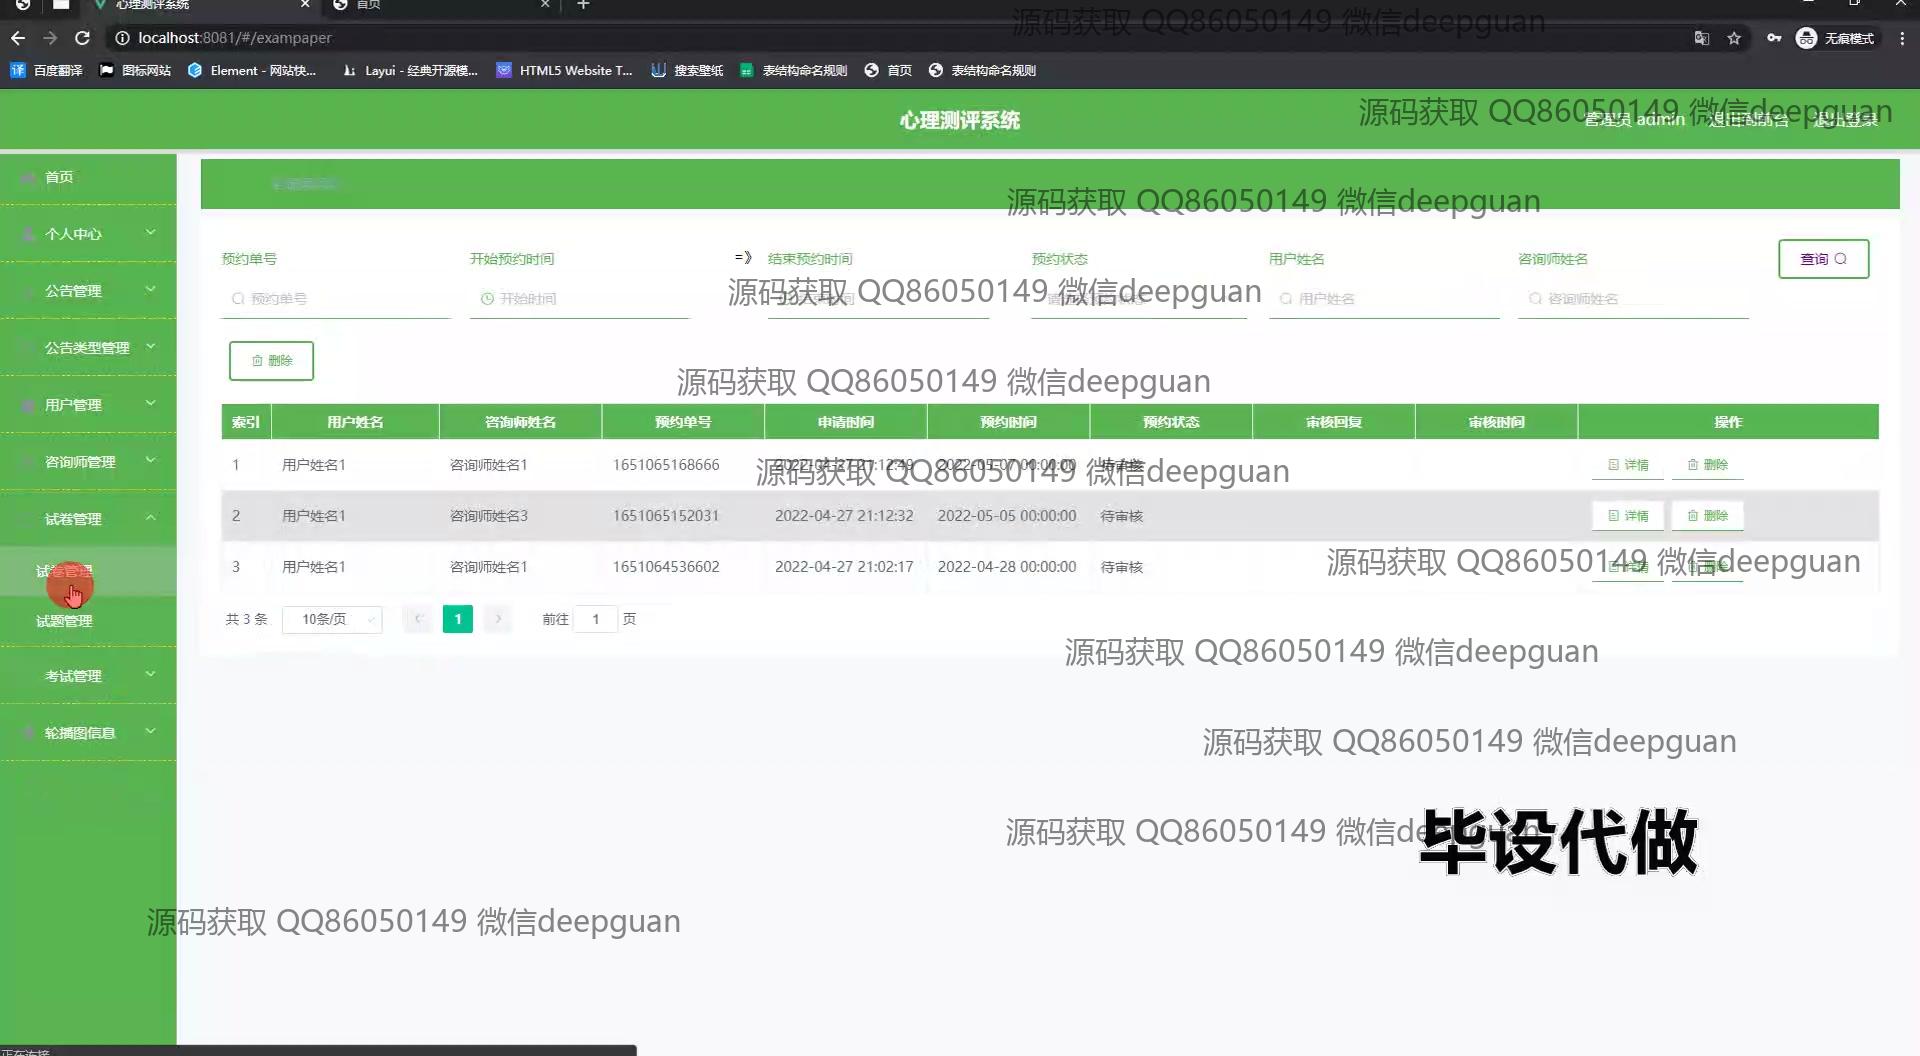 心理测评系统
首页
localhost:8081/#/exampaper
无痕模式
百度翻译
图标网站
Element - 网站快...
Layui - 经典开源模...
HTML5 Website T...
搜索壁纸
表结构命名规则
首页
表结构命名规则
源码获取 QQ86050149 微信deepguan
心理测评系统
管理员 admin
退出到前台
退出登录
源码获取 QQ86050149 微信deepguan
首页
个人中心
公告管理
公告类型管理
用户管理
咨询师管理
试卷管理
试卷管理
试题管理
考试管理
轮播图信息
源码获取 QQ86050149 微信deepguan
预约单号
开始预约时间
=》
结束预约时间
预约状态
用户姓名
咨询师姓名
查询
预约单号
开始时间
用户姓名
咨询师姓名
源码获取 QQ86050149 微信deepguan
删除
源码获取 QQ86050149 微信deepguan
索引 用户姓名 咨询师姓名 预约单号 申请时间 预约时间 预约状态 审核回复 审核时间 操作
1 用户姓名1 咨询师姓名1 1651065168666 2022-04-27 21:12:49 2022-05-07 00:00:00 待审核 详情 删除
源码获取 QQ86050149 微信deepguan
2 用户姓名1 咨询师姓名3 1651065152031 2022-04-27 21:12:32 2022-05-05 00:00:00 待审核 详情 删除
3 用户姓名1 咨询师姓名1 1651064536602 2022-04-27 21:02:17 2022-04-28 00:00:00 待审核 详情 删除
源码获取 QQ86050149 微信deepguan
共 3 条 10条/页 1 前往 1 页
源码获取 QQ86050149 微信deepguan
源码获取 QQ86050149 微信deepguan
源码获取 QQ86050149 微信deepguan
毕设代做
源码获取 QQ86050149 微信deepguan